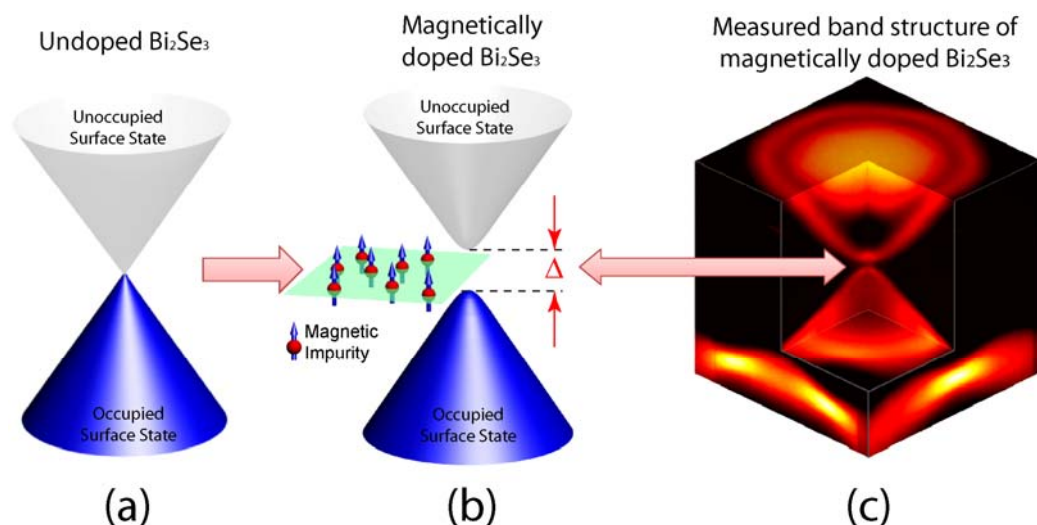 Undoped Bi₂Se₃
Unoccupied
Surface State
Occupied
Surface State
(a)
Magnetically
doped Bi₂Se₃
Unoccupied
Surface State
Δ
Magnetic
Impurity
Occupied
Surface State
(b)
Measured band structure of
magnetically doped Bi₂Se₃
(c)